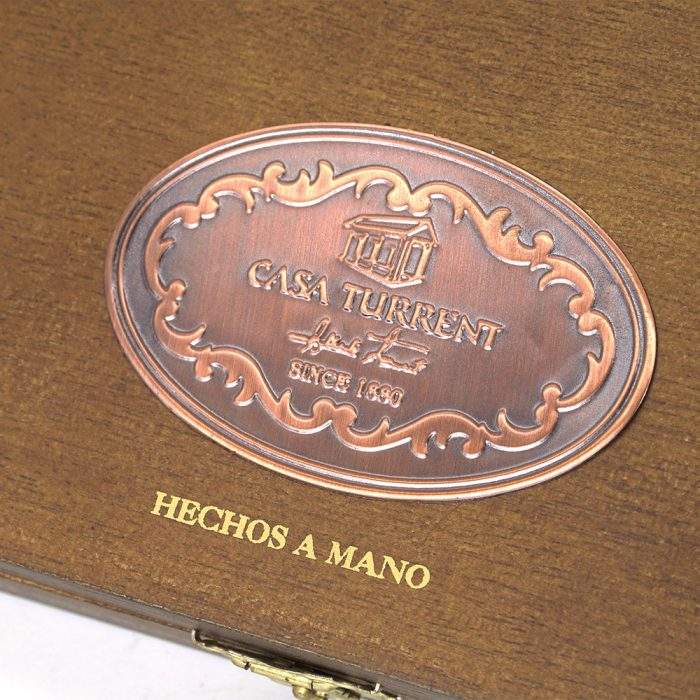 CASA TURRENT
SINCE 1880
HECHOS A MANO